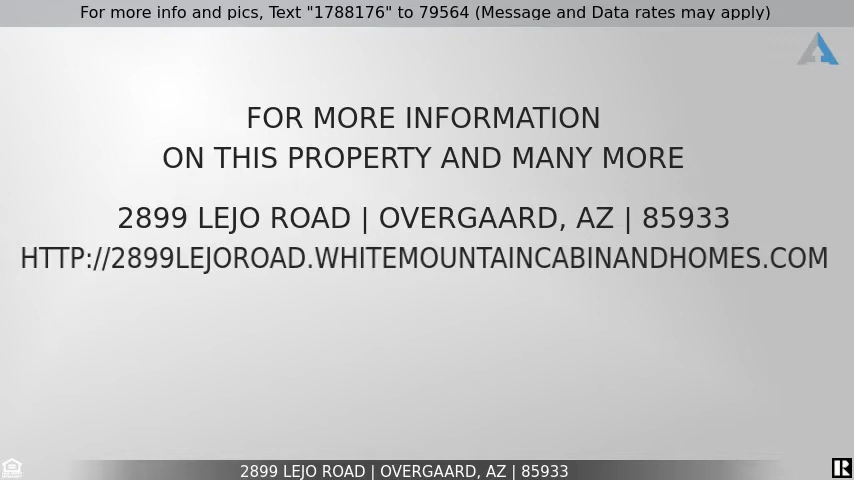 For more info and pics, Text "1788176" to 79564 (Message and Data rates may apply)
FOR MORE INFORMATION
ON THIS PROPERTY AND MANY MORE
2899 LEJO ROAD | OVERGAARD, AZ | 85933
HTTP://2899LEJOROAD.WHITEMOUNTAINCABINANDHOMES.COM
2899 LEJO ROAD | OVERGAARD, AZ | 85933